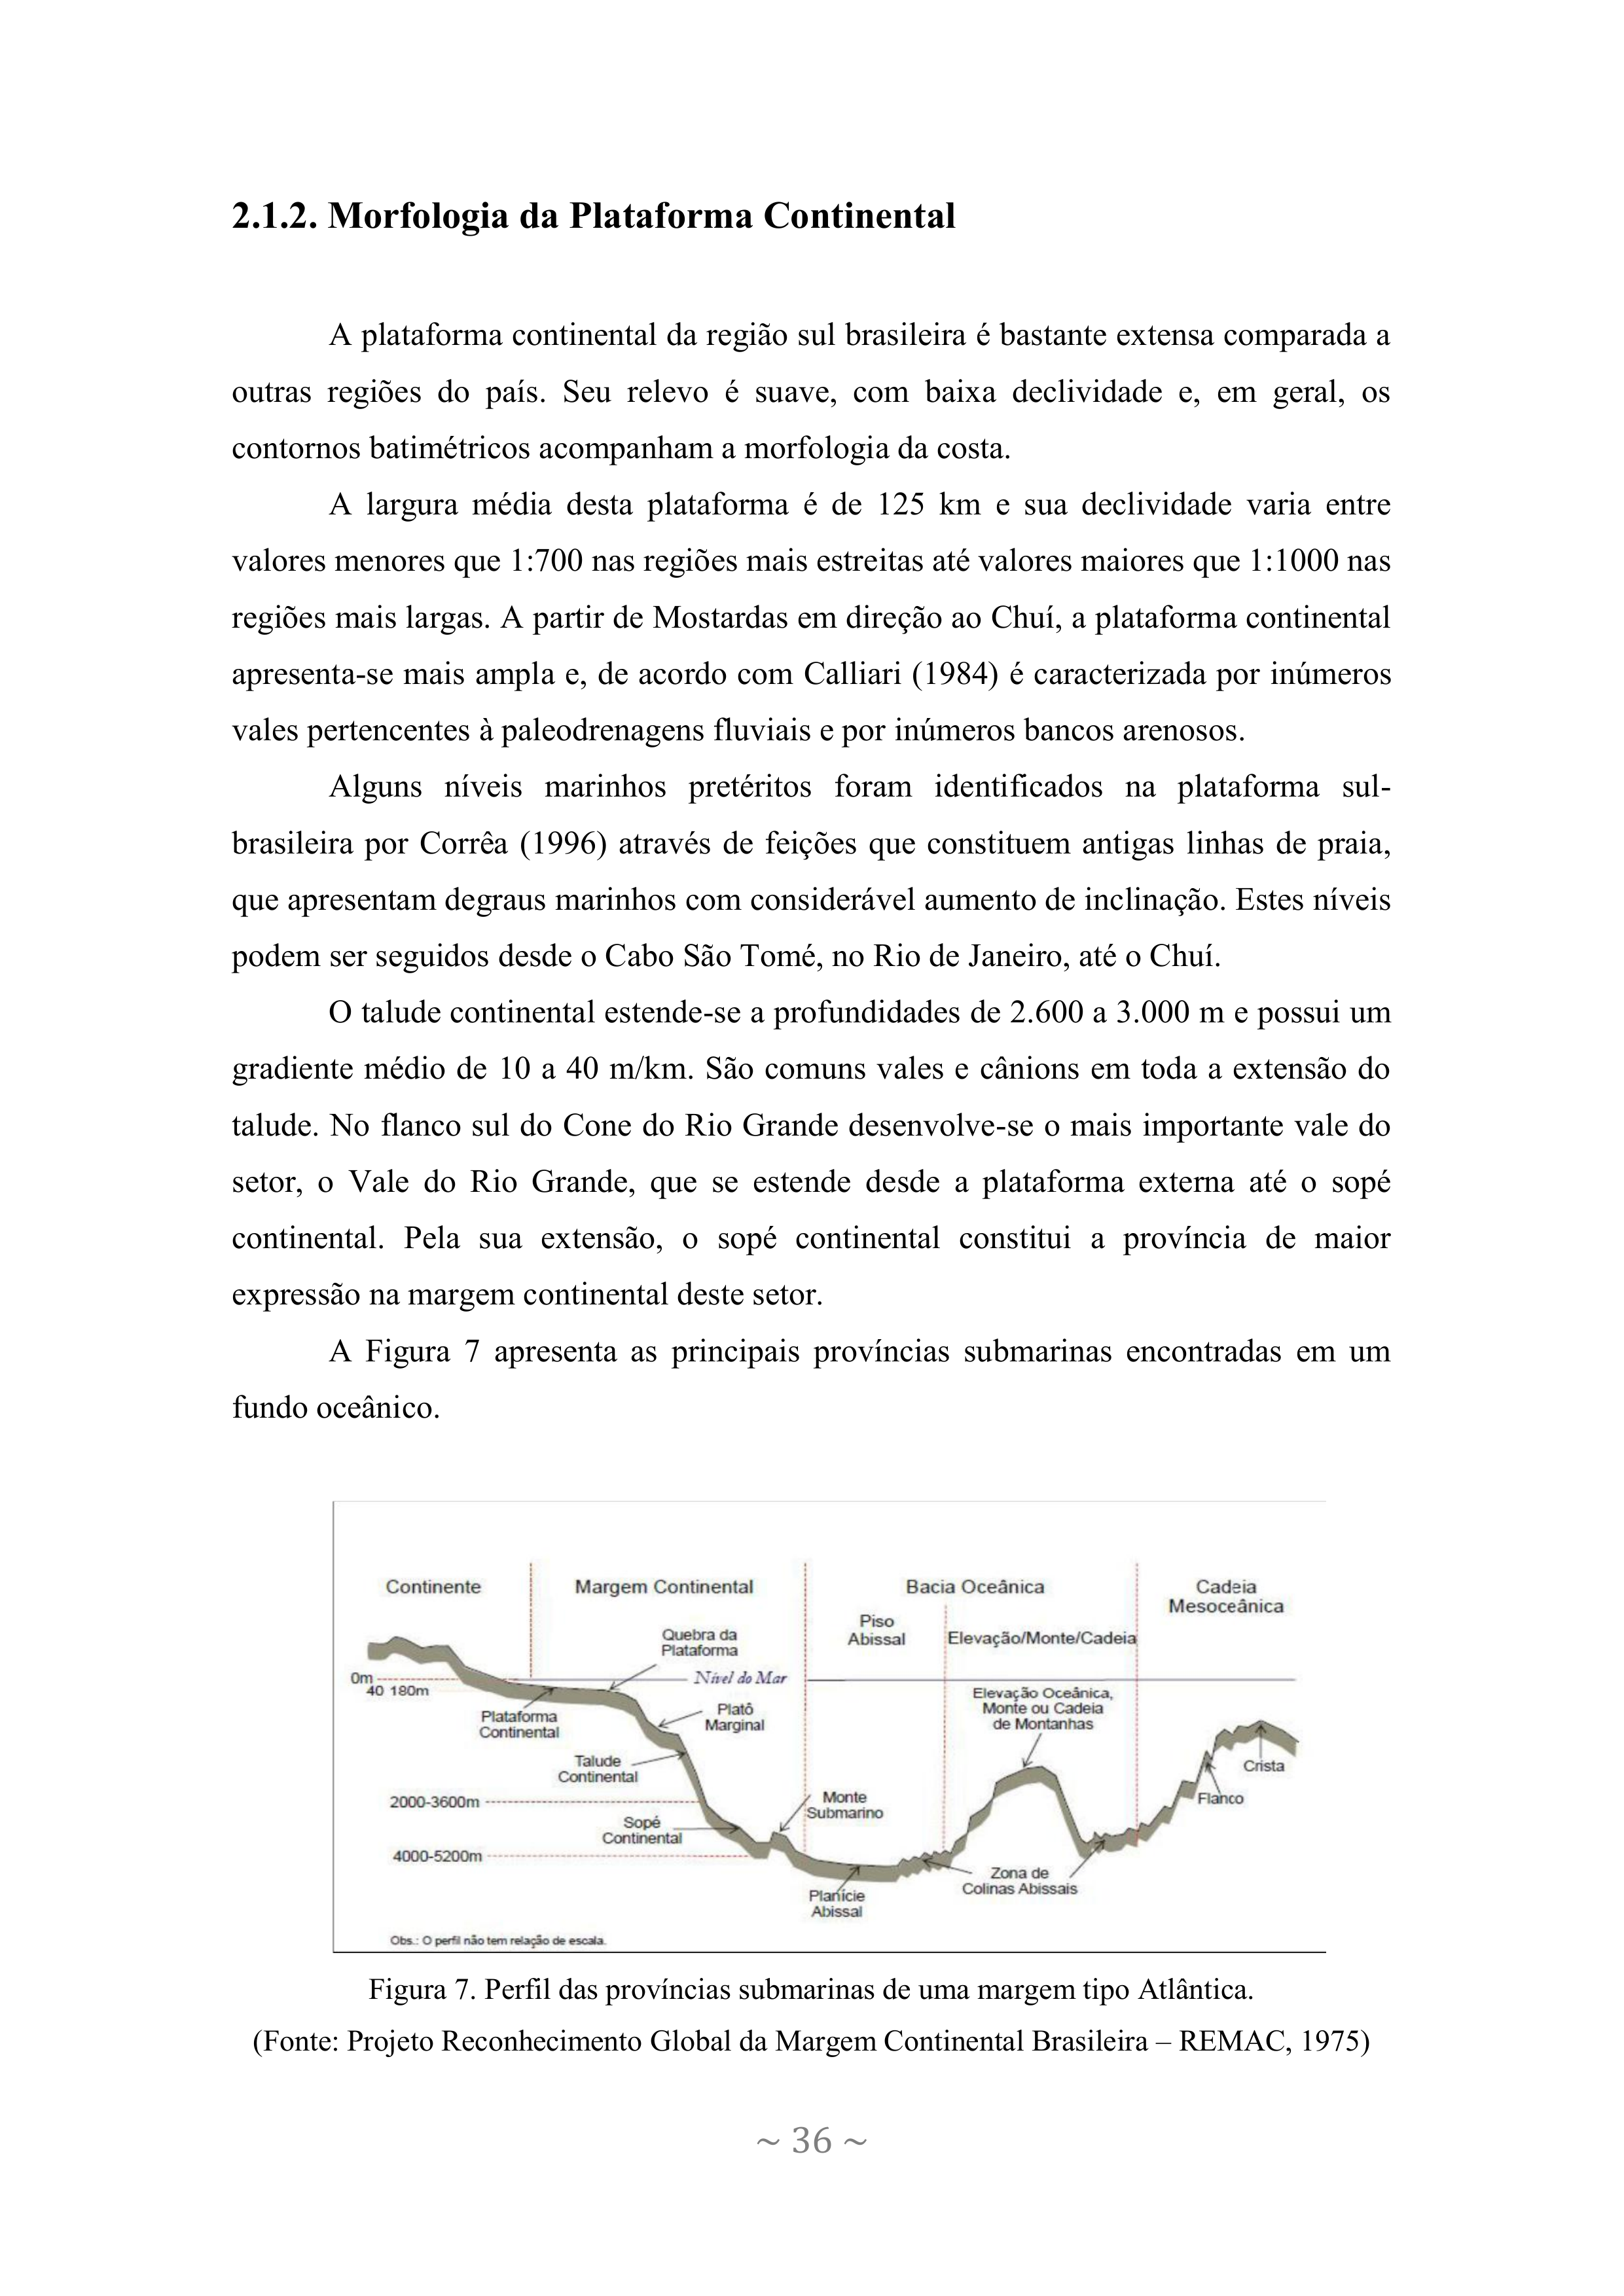 2.1.2. Morfologia da Plataforma Continental
A plataforma continental da região sul brasileira é bastante extensa comparada a
outras regiões do país. Seu relevo é suave, com baixa declividade e, em geral, os
contornos batimétricos acompanham a morfologia da costa.
A largura média desta plataforma é de 125 km e sua declividade varia entre
valores menores que 1:700 nas regiões mais estreitas até valores maiores que 1:1000 nas
regiões mais largas. A partir de Mostardas em direção ao Chuí, a plataforma continental
apresenta-se mais ampla e, de acordo com Calliari (1984) é caracterizada por inúmeros
vales pertencentes à paleodrenagens fluviais e por inúmeros bancos arenosos.
Alguns níveis marinhos pretéritos foram identificados na plataforma sul-
brasileira por Corrêa (1996) através de feições que constituem antigas linhas de praia,
que apresentam degraus marinhos com considerável aumento de inclinação. Estes níveis
podem ser seguidos desde o Cabo São Tomé, no Rio de Janeiro, até o Chuí.
O talude continental estende-se a profundidades de 2.600 a 3.000 m e possui um
gradiente médio de 10 a 40 m/km. São comuns vales e cânions em toda a extensão do
talude. No flanco sul do Cone do Rio Grande desenvolve-se o mais importante vale do
setor, o Vale do Rio Grande, que se estende desde a plataforma externa até o sopé
continental. Pela sua extensão, o sopé continental constitui a província de maior
expressão na margem continental deste setor.
A Figura 7 apresenta as principais províncias submarinas encontradas em um
fundo oceânico.
Continente
Margem Continental
Bacia Oceânica
Cadeia
Mesoceânica
Piso
Abissal
Elevação/Monte/Cadeia
Quebra da
Plataforma
Nível do Mar
0m
40 180m
Plataforma
Continental
Platô
Marginal
Elevação Oceânica,
Monte ou Cadeia
de Montanhas
Talude
Continental
Crista
Flanco
2000-3600m
Monte
Submarino
Sopé
Continental
4000-5200m
Zona de
Colinas Abissais
Planície
Abissal
Obs.: O perfil não tem relação de escala.
Figura 7. Perfil das províncias submarinas de uma margem tipo Atlântica.
(Fonte: Projeto Reconhecimento Global da Margem Continental Brasileira – REMAC, 1975)
~ 36 ~